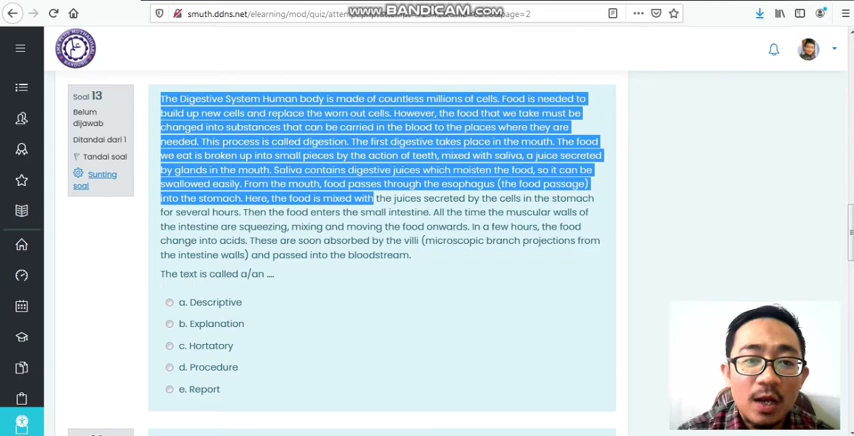 smuth.ddns.net/elearning/mod/quiz/attem
page=2
www.BANDICAM.com
Soal 13
Belum
dijawab
Ditandai dari 1
Tandai soal
Sunting
soal
The Digestive System Human body is made of countless millions of cells. Food is needed to
build up new cells and replace the worn out cells. However, the food that we take must be
changed into substances that can be carried in the blood to the places where they are
needed. This process is called digestion. The first digestive takes place in the mouth. The food
we eat is broken up into small pieces by the action of teeth, mixed with saliva, a juice secreted
by glands in the mouth. Saliva contains digestive juices which moisten the food, so it can be
swallowed easily. From the mouth, food passes through the esophagus (the food passage)
into the stomach. Here, the food is mixed with the juices secreted by the cells in the stomach
for several hours. Then the food enters the small intestine. All the time the muscular walls of
the intestine are squeezing, mixing and moving the food onwards. In a few hours, the food
change into acids. These are soon absorbed by the villi (microscopic branch projections from
the intestine walls) and passed into the bloodstream.
The text is called a/an ....
a. Descriptive
b. Explanation
c. Hortatory
d. Procedure
e. Report